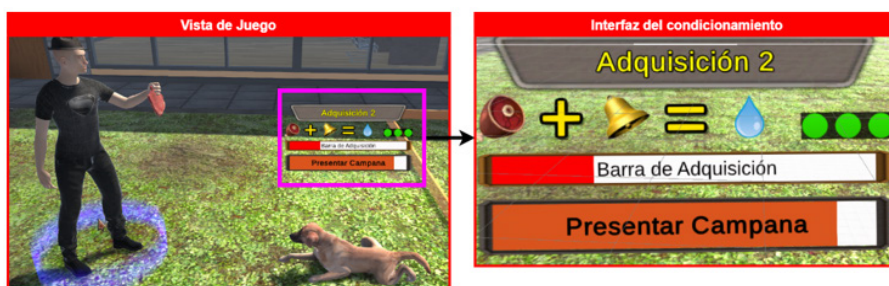 Vista de Juego
Adquisición 2
Barra de Adquisición
Presentar Campana
Interfaz del condicionamiento
Adquisición 2
Barra de Adquisición
Presentar Campana